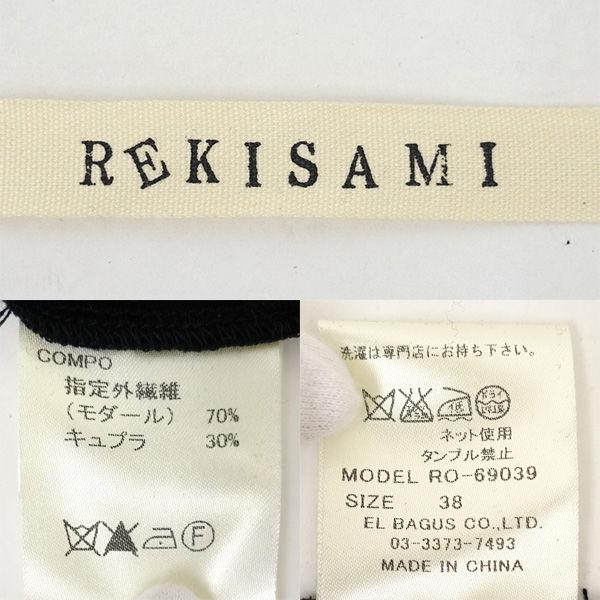 REKISAMI
COMPO
指定外繊維
(モダール) 70%
キュプラ 30%
F
洗濯は専門店にお持ち下さい。
ネット使用
タンブル禁止
MODEL RO-69039
SIZE 38
EL BAGUS CO.,LTD.
03-3373-7493
MADE IN CHINA